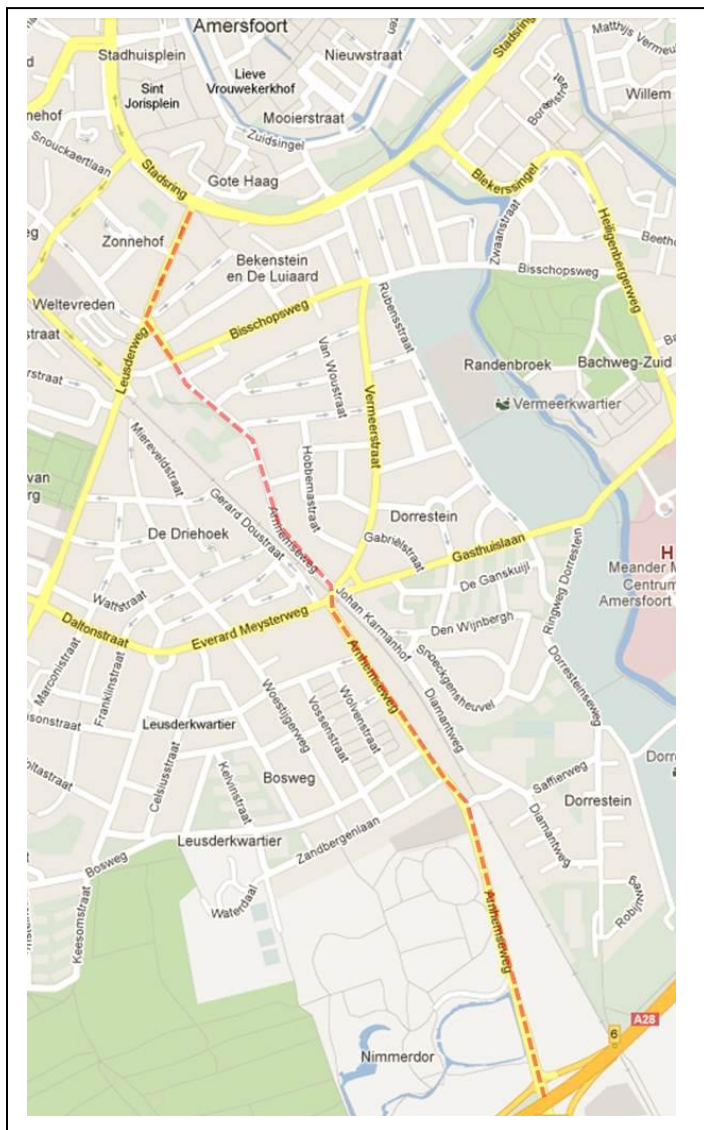 Amersfoort
Stadhuisplein
Nieuwstraat
Stadsring
Lieve
Vrouwekerkhof
Sint
Jorisplein
Willem
Mooierstraat
Zuidsingel
Snouckaertlaan
Stadsring
Gote Haag
Blekerssingel
Zwaanstraat
Heiligenbergerweg
Zonnehof
Bekenstein
en De Luiaard
Bisschopsweg
Weltevreden
Rubensstraat
Bisschopsweg
Leusderweg
Van Woustraat
Vermeerstraat
Randenbroek
Bachweg-Zuid
Vermeerkwartier
Miereveldstraat
Hobbemastraat
Gerard Doustraat
Arnhemseweg
De Driehoek
Dorrestein
Gabriëlstraat
Gasthuislaan
H
Meander M
Centrum
Amersfoort
De Ganskuijl
Ringweg Dorrestein
Wattstraat
Johan Karmanhof
Daltonstraat
Everard Meysterweg
Den Wijnbergh
Snoeckgensheuvel
Marconistraat
Franklinstraat
Arnhemseweg
Diamantweg
Dorresteinseweg
Leusderkwartier
Woestijgerweg
Vossenstraat
Wolvenstraat
Celsiusstraat
Kelvinstraat
Bosweg
Saffierweg
Dorrestein
Diamantweg
Leusderkwartier
Zandbergenlaan
Bosweg
Waterdaal
Keesomstraat
Robijnweg
Arnhemseweg
A28
6
Nimmerdor